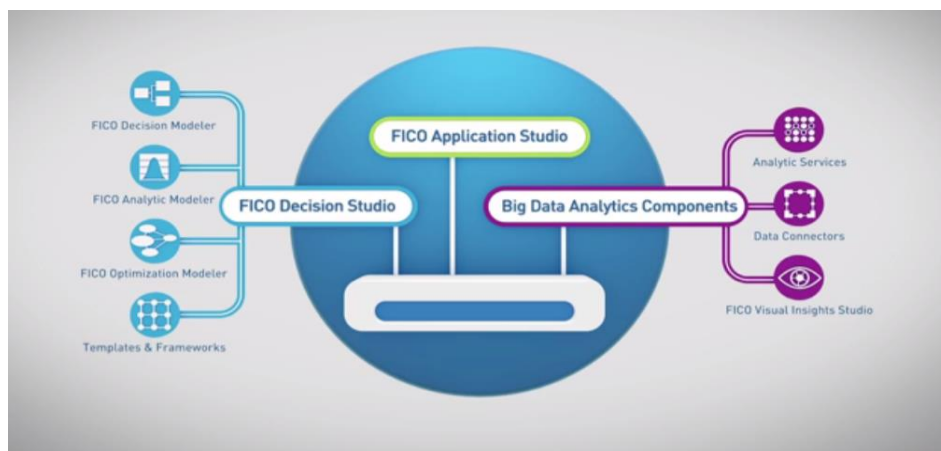 FICO Decision Modeler
FICO Analytic Modeler
FICO Optimization Modeler
Templates & Frameworks
FICO Decision Studio
FICO Application Studio
Big Data Analytics Components
Analytic Services
Data Connectors
FICO Visual Insights Studio